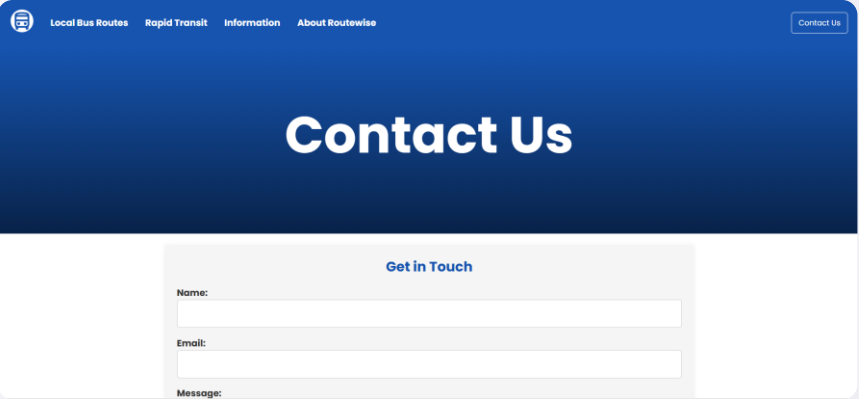 Local Bus Routes Rapid Transit Information About Routewise Contact Us
Contact Us
Get in Touch
Name:
Email:
Message: